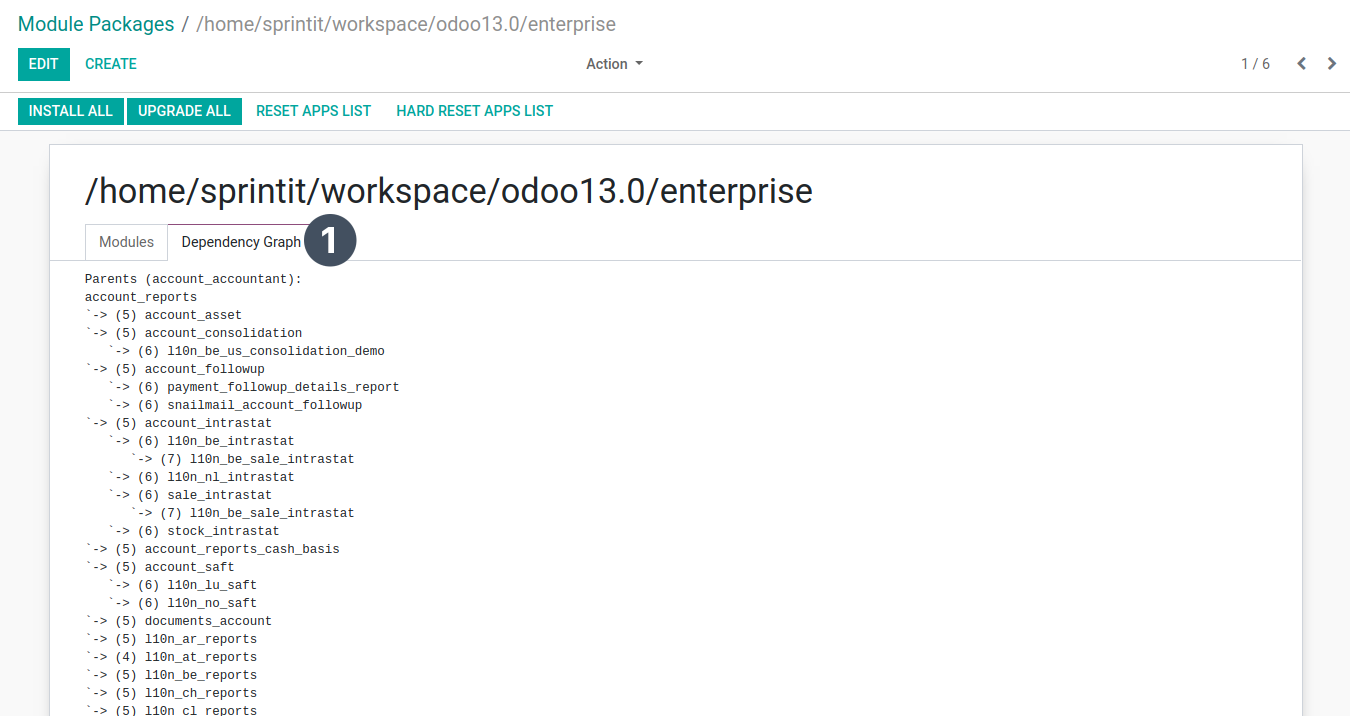 Module Packages / /home/sprintit/workspace/odoo13.0/enterprise
EDIT CREATE Action 1 / 6
INSTALL ALL UPGRADE ALL RESET APPS LIST HARD RESET APPS LIST
/home/sprintit/workspace/odoo13.0/enterprise
Modules Dependency Graph 1
Parents (account_accountant):
account_reports
`-> (5) account_asset
`-> (5) account_consolidation
   `-> (6) l10n_be_us_consolidation_demo
`-> (5) account_followup
   `-> (6) payment_followup_details_report
   `-> (6) snailmail_account_followup
`-> (5) account_intrastat
   `-> (6) l10n_be_intrastat
      `-> (7) l10n_be_sale_intrastat
   `-> (6) l10n_nl_intrastat
   `-> (6) sale_intrastat
      `-> (7) l10n_be_sale_intrastat
   `-> (6) stock_intrastat
`-> (5) account_reports_cash_basis
`-> (5) account_saft
   `-> (6) l10n_lu_saft
   `-> (6) l10n_no_saft
`-> (5) documents_account
`-> (5) l10n_ar_reports
`-> (4) l10n_at_reports
`-> (5) l10n_be_reports
`-> (5) l10n_ch_reports
`-> (5) l10n_cl_reports